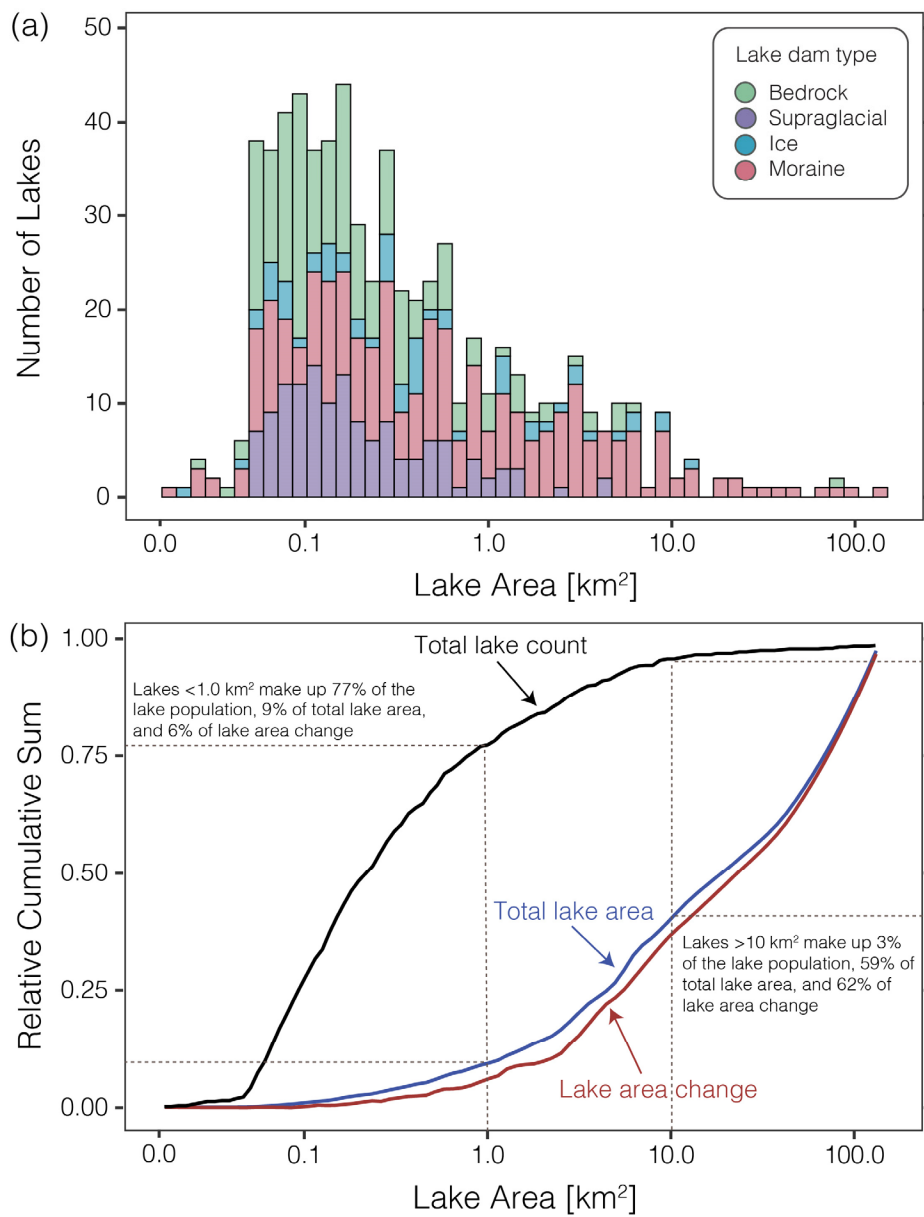 (a)
50
40
30
20
10
0
Number of Lakes
Lake dam type
Bedrock
Supraglacial
Ice
Moraine
0.0 0.1 1.0 10.0 100.0
Lake Area [km²]
(b)
1.00
0.75
0.50
0.25
0.00
Relative Cumulative Sum
Total lake count
Lakes <1.0 km² make up 77% of the
lake population, 9% of total lake area,
and 6% of lake area change
Total lake area
Lakes >10 km² make up 3%
of the lake population, 59% of
total lake area, and 62% of
lake area change
Lake area change
0.0 0.1 1.0 10.0 100.0
Lake Area [km²]